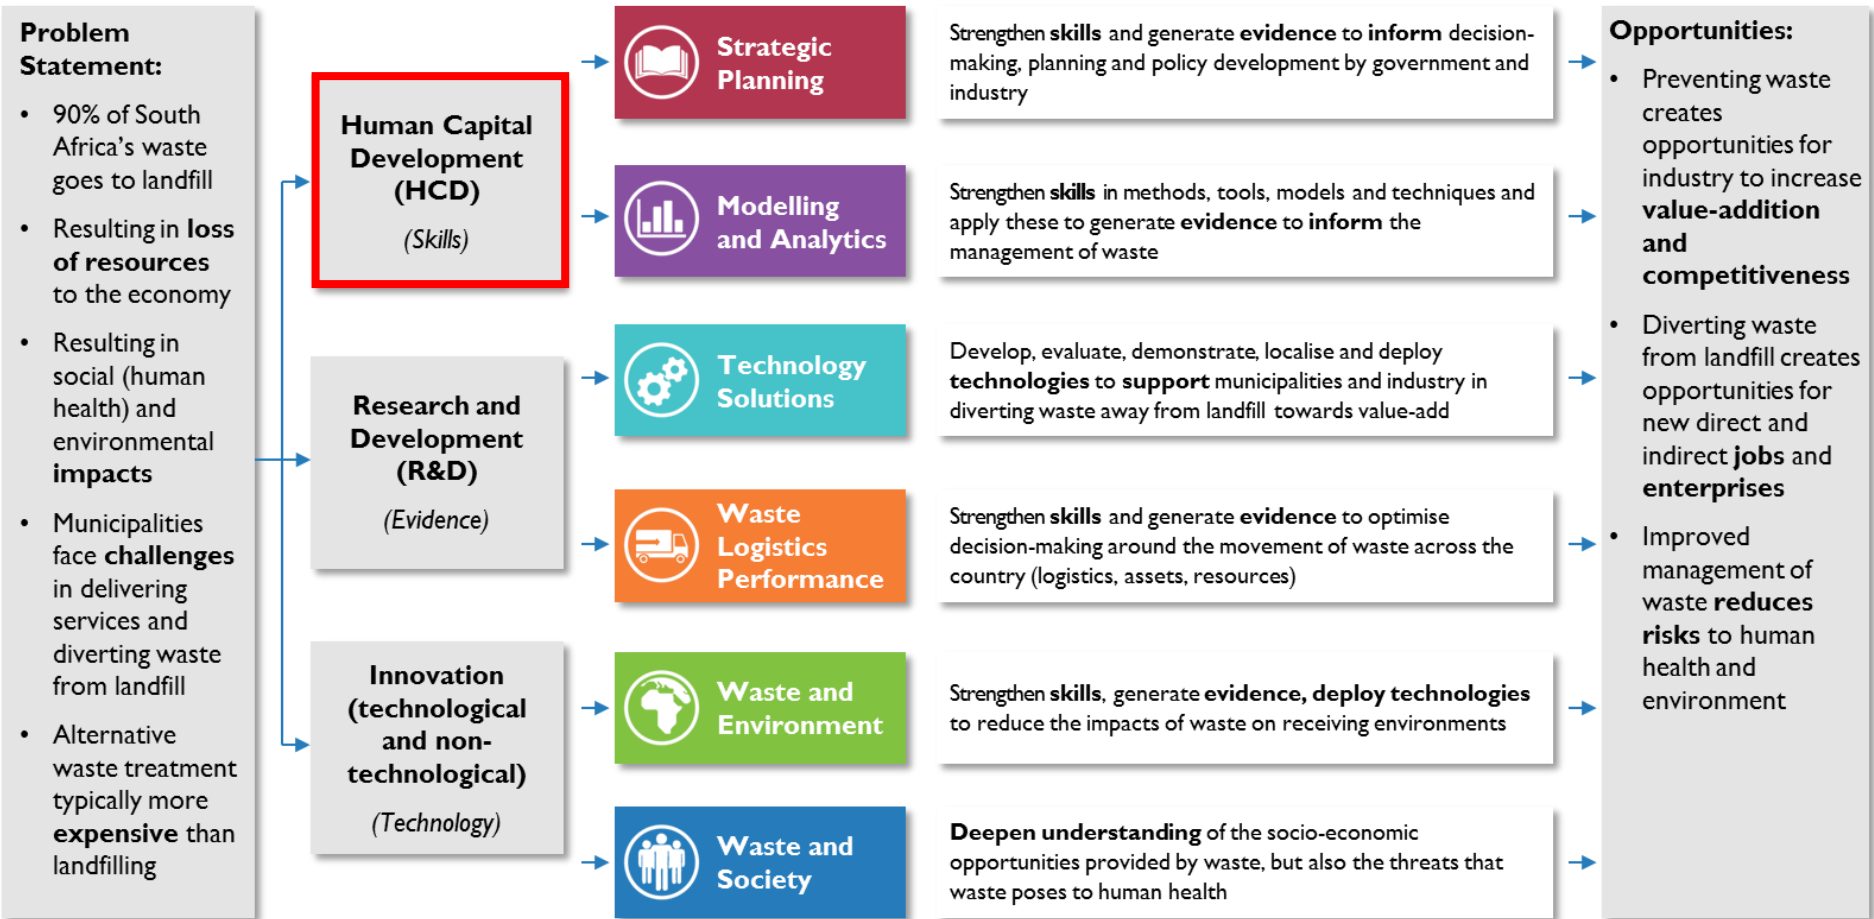 Problem
Statement:
• 90% of South
Africa's waste
goes to landfill
• Resulting in loss
of resources
to the economy
• Resulting in
social (human
health) and
environmental
impacts
• Municipalities
face challenges
in delivering
services and
diverting waste
from landfill
• Alternative
waste treatment
typically more
expensive than
landfilling
Human Capital
Development
(HCD)
(Skills)
Research and
Development
(R&D)
(Evidence)
Innovation
(technological
and non-
technological)
(Technology)
Strategic
Planning
Strengthen skills and generate evidence to inform decision-
making, planning and policy development by government and
industry
Modelling
and Analytics
Strengthen skills in methods, tools, models and techniques and
apply these to generate evidence to inform the
management of waste
Technology
Solutions
Develop, evaluate, demonstrate, localise and deploy
technologies to support municipalities and industry in
diverting waste away from landfill towards value-add
Waste
Logistics
Performance
Strengthen skills and generate evidence to optimise
decision-making around the movement of waste across the
country (logistics, assets, resources)
Waste and
Environment
Strengthen skills, generate evidence, deploy technologies
to reduce the impacts of waste on receiving environments
Waste and
Society
Deepen understanding of the socio-economic
opportunities provided by waste, but also the threats that
waste poses to human health
Opportunities:
• Preventing waste
creates
opportunities for
industry to increase
value-addition
and
competitiveness
• Diverting waste
from landfill creates
opportunities for
new direct and
indirect jobs and
enterprises
• Improved
management of
waste reduces
risks to human
health and
environment